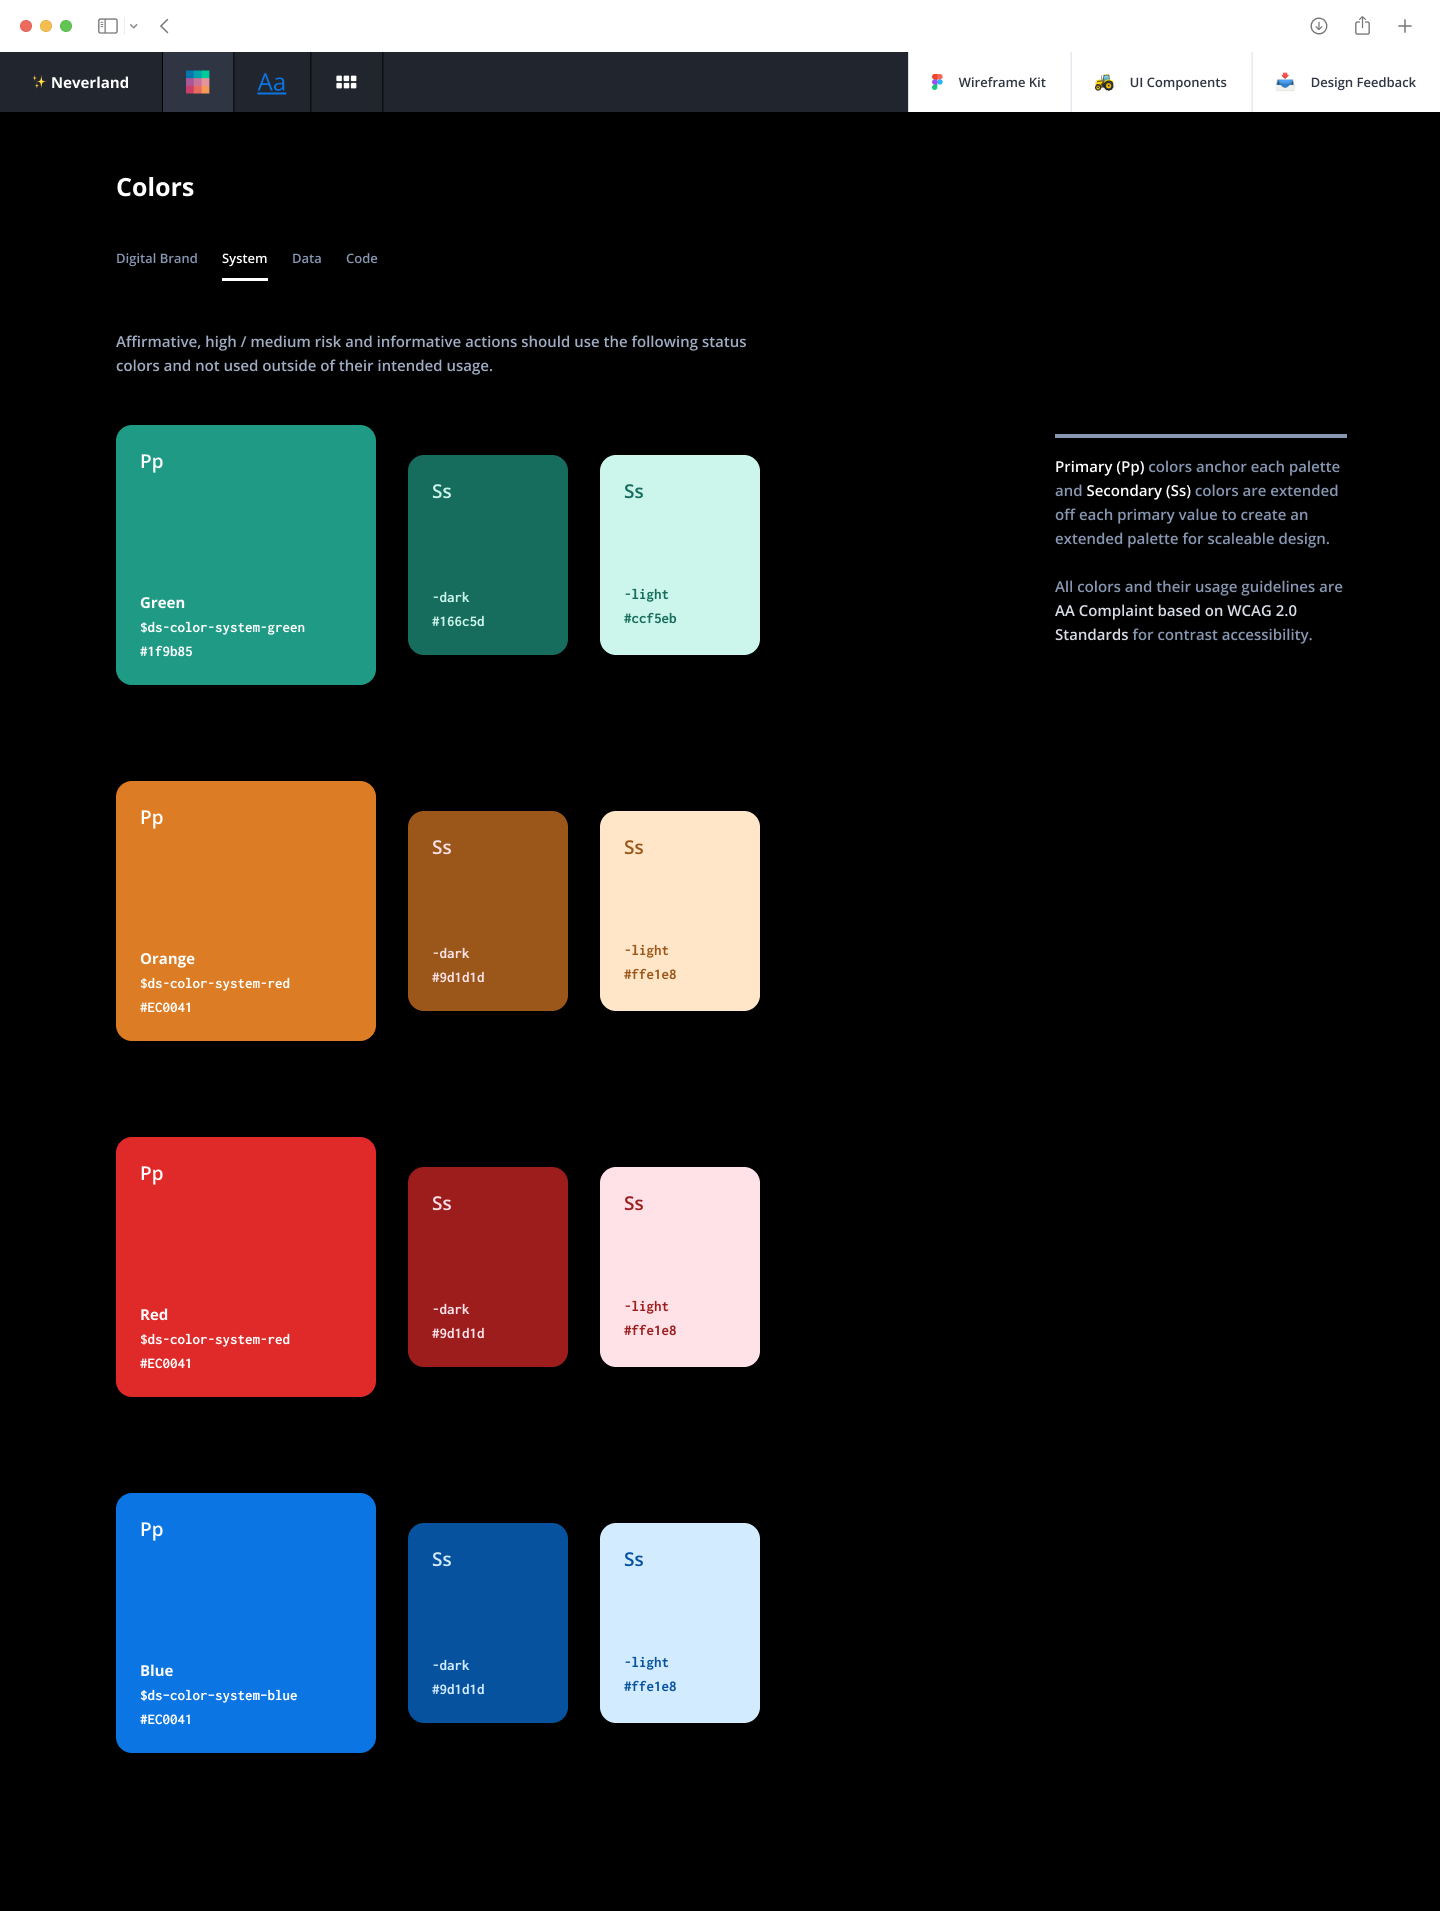 ✨ Neverland
Aa
Wireframe Kit
UI Components
Design Feedback
Colors
Digital Brand System Data Code
Affirmative, high / medium risk and informative actions should use the following status
colors and not used outside of their intended usage.
Pp
Green
$ds-color-system-green
#1f9b85
Ss
-dark
#166c5d
Ss
-light
#ccf5eb
Primary (Pp) colors anchor each palette
and Secondary (Ss) colors are extended
off each primary value to create an
extended palette for scaleable design.
All colors and their usage guidelines are
AA Complaint based on WCAG 2.0
Standards for contrast accessibility.
Pp
Orange
$ds-color-system-red
#EC0041
Ss
-dark
#9d1d1d
Ss
-light
#ffe1e8
Pp
Red
$ds-color-system-red
#EC0041
Ss
-dark
#9d1d1d
Ss
-light
#ffe1e8
Pp
Blue
$ds-color-system-blue
#EC0041
Ss
-dark
#9d1d1d
Ss
-light
#ffe1e8